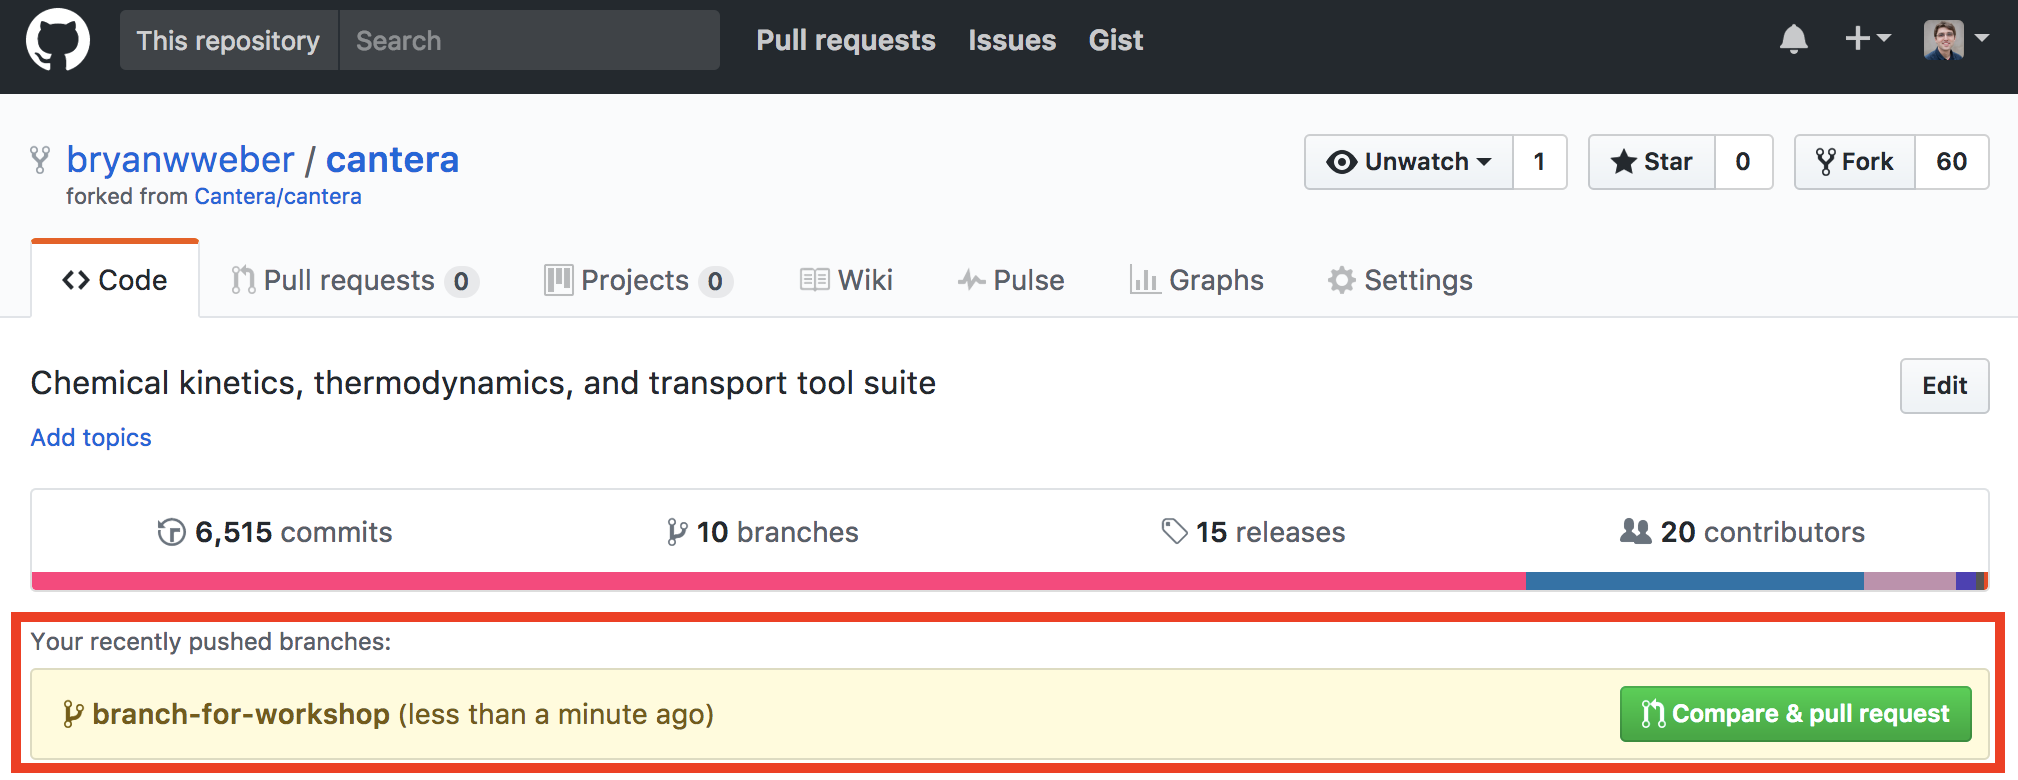 This repository Search Pull requests Issues Gist
bryanwweber / cantera Unwatch 1 Star 0 Fork 60
forked from Cantera/cantera
Code Pull requests 0 Projects 0 Wiki Pulse Graphs Settings
Chemical kinetics, thermodynamics, and transport tool suite Edit
Add topics
6,515 commits 10 branches 15 releases 20 contributors
Your recently pushed branches:
branch-for-workshop (less than a minute ago) Compare & pull request